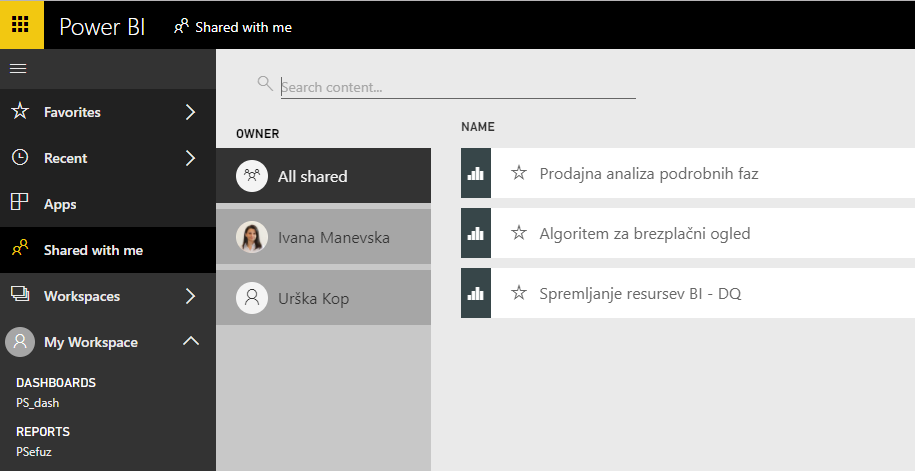 Power BI
Shared with me
Search content...
Favorites
Recent
Apps
Shared with me
Workspaces
My Workspace
DASHBOARDS
PS_dash
REPORTS
PSefuz
OWNER
All shared
Ivana Manevska
Urška Kop
NAME
Prodajna analiza podrobnih faz
Algoritem za brezplačni ogled
Spremljanje resursev BI - DQ